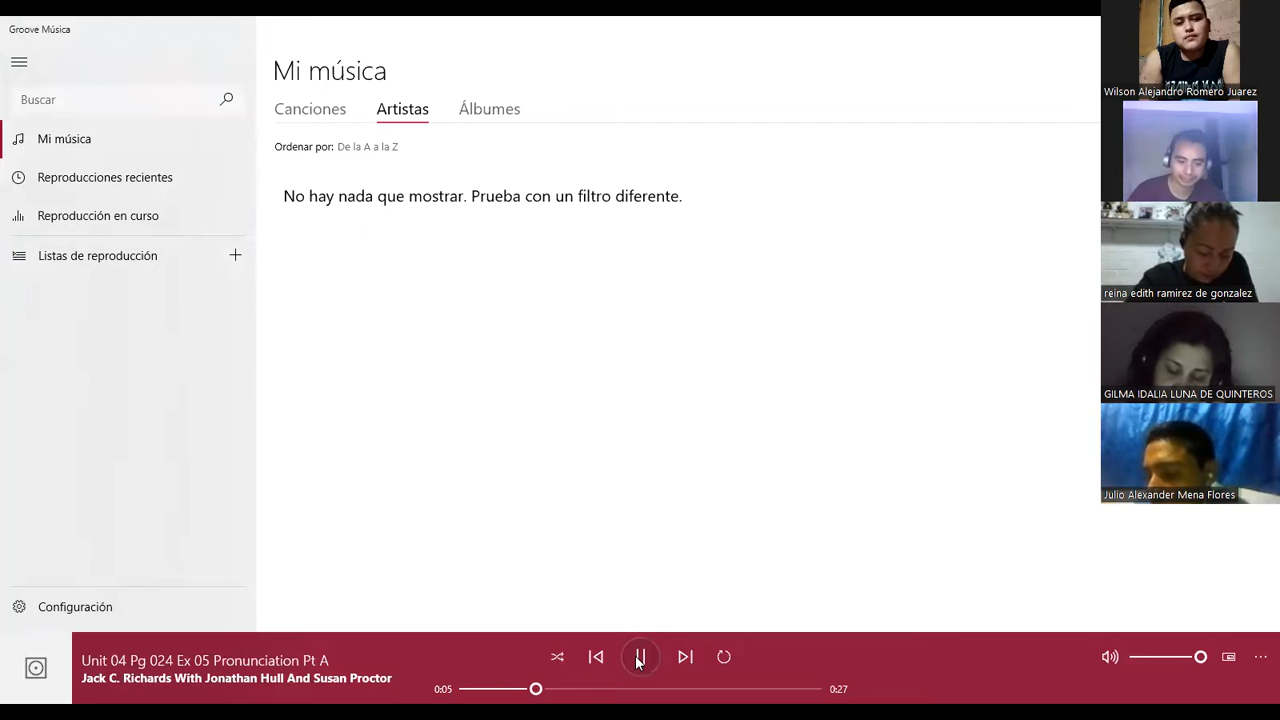 Groove Música
Buscar
Mi música
Reproducciones recientes
Reproducción en curso
Listas de reproducción
Configuración
Mi música
Canciones Artistas Álbumes
Ordenar por: De la A a la Z
No hay nada que mostrar. Prueba con un filtro diferente.
Wilson Alejandro Romero Juarez
reina edith ramirez de gonzalez
GILMA IDALIA LUNA DE QUINTEROS
Julio Alexander Mena Flores
Unit 04 Pg 024 Ex 05 Pronunciation Pt A
Jack C. Richards With Jonathan Hull And Susan Proctor
0:05 0:27